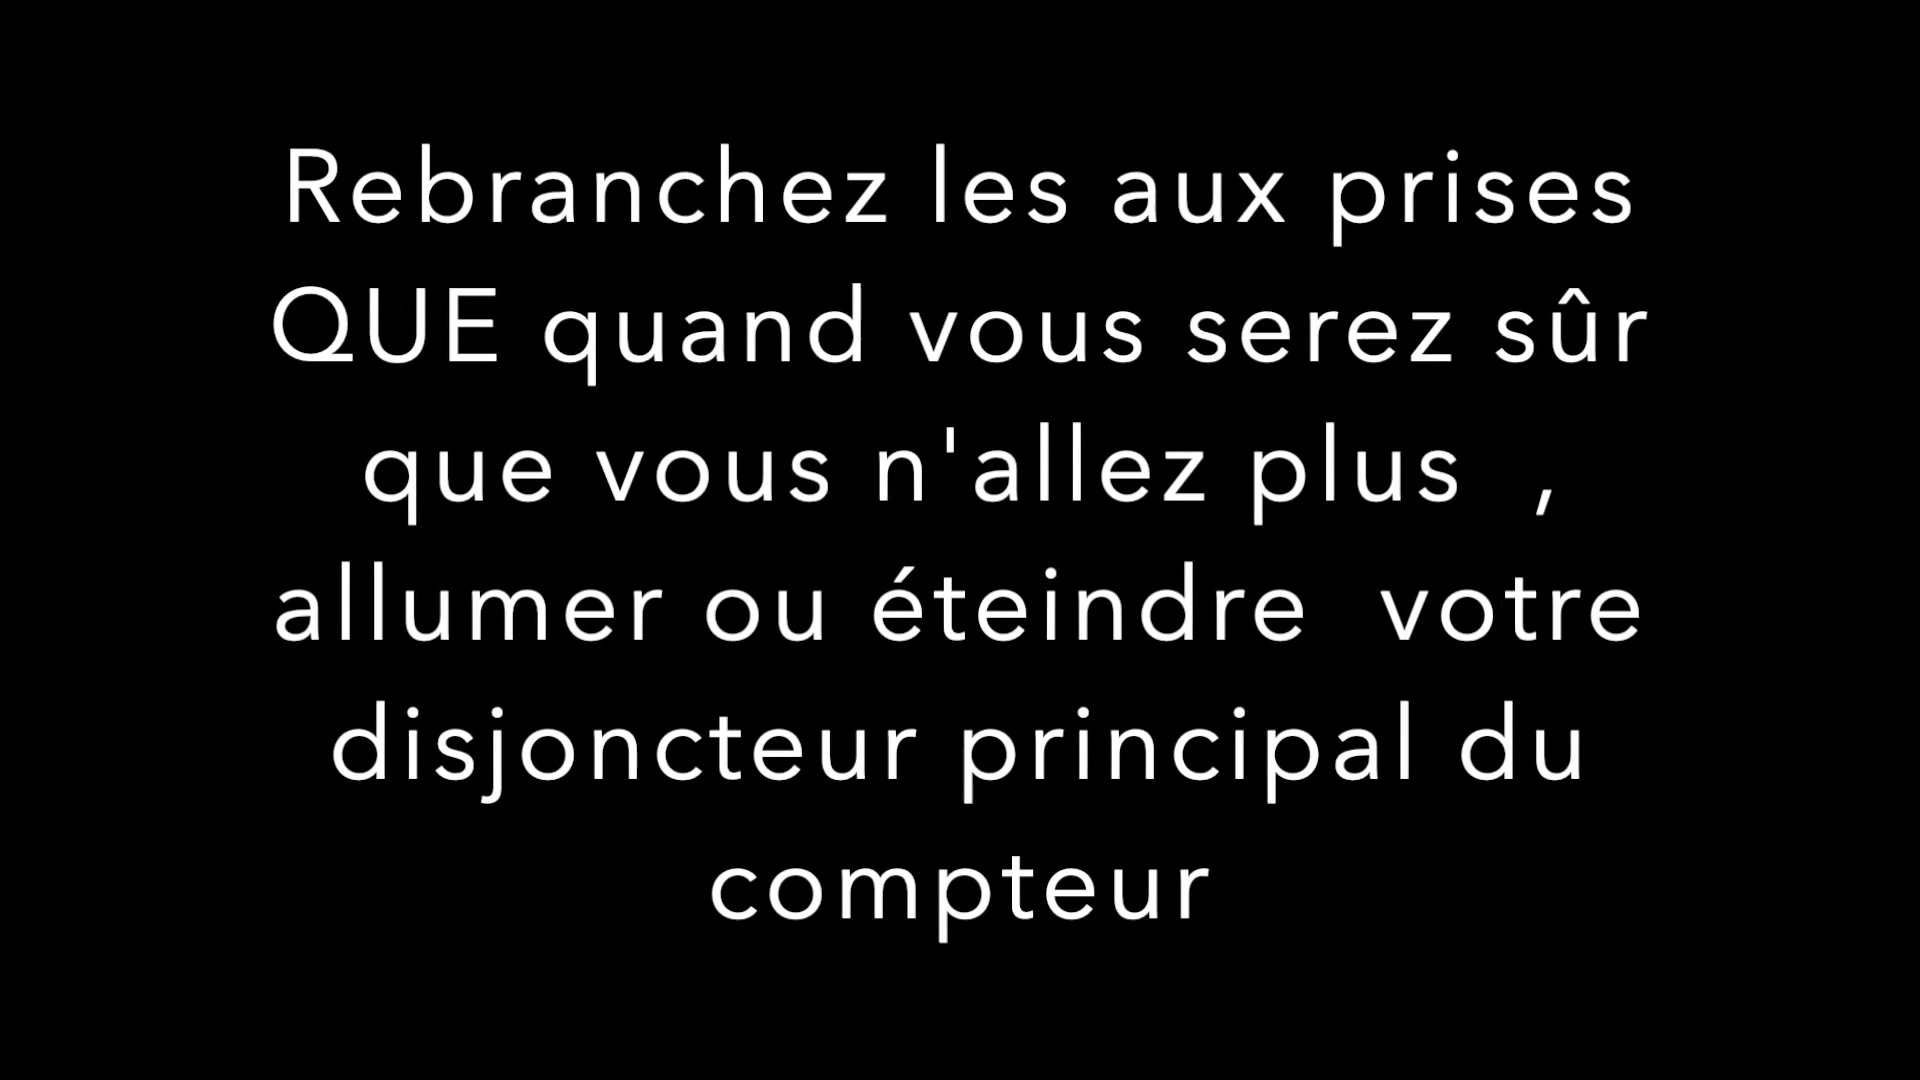 Rebranchez les aux prises
QUE quand vous serez sûr
que vous n'allez plus  ,
allumer ou éteindre  votre
disjoncteur principal du
compteur